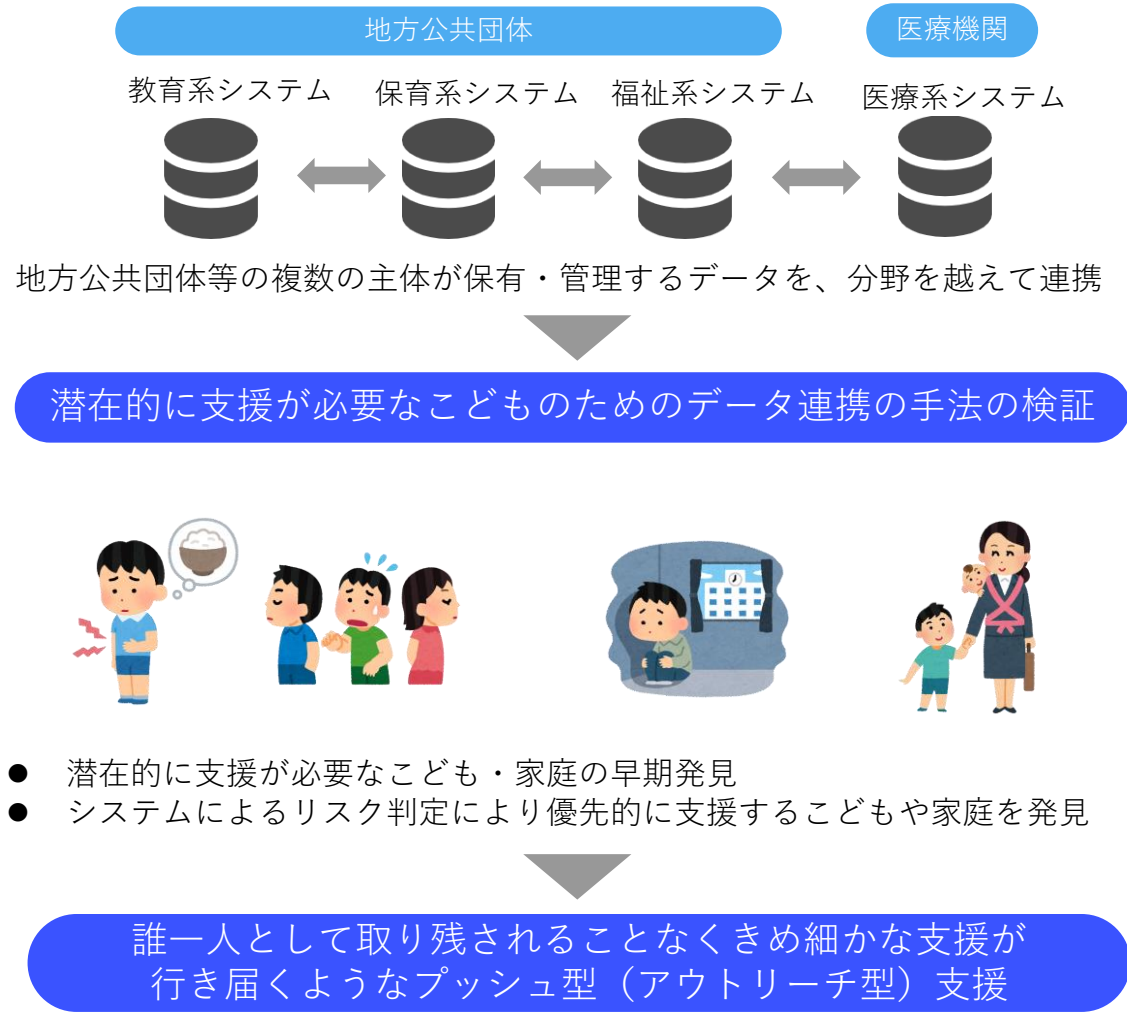 地方公共団体
医療機関
教育系システム
保育系システム
福祉系システム
医療系システム
地方公共団体等の複数の主体が保有・管理するデータを、分野を越えて連携
潜在的に支援が必要なこどものためのデータ連携の手法の検証
● 潜在的に支援が必要なこども・家庭の早期発見
● システムによるリスク判定により優先的に支援するこどもや家庭を発見
誰一人として取り残されることなくきめ細かな支援が
行き届くようなプッシュ型（アウトリーチ型）支援